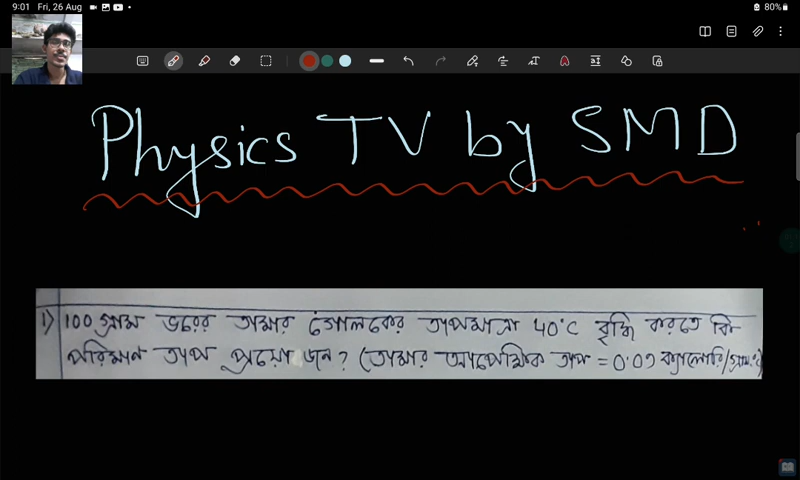 9:01 Fri, 26 Aug
80%
Physics TV by SMD
1) 100 গ্রাম ভরের তামার গোলকের তাপমাত্রা 40°C বৃদ্ধি করতে কি
পরিমান তাপ প্রয়োজন? (তামার আপেক্ষিক তাপ = 0.09 ক্যালোরি/গ্রাম.°C)